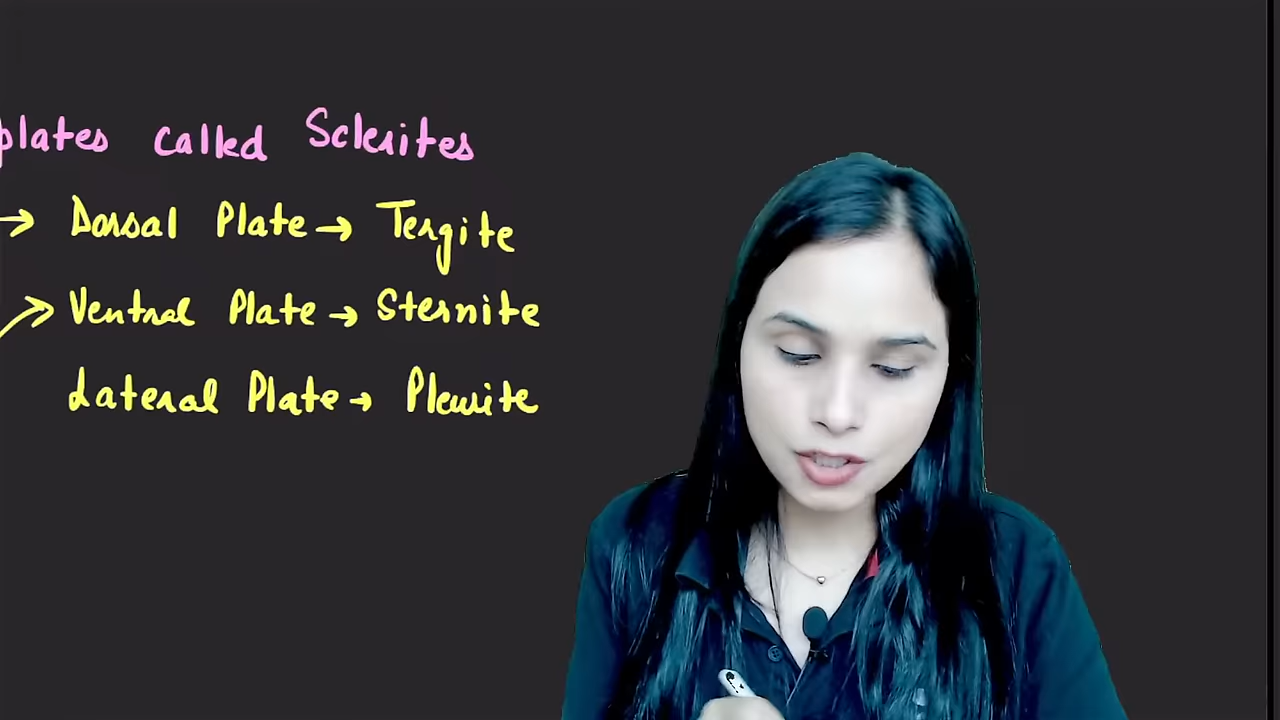 plates called Sclerites
→ Dorsal Plate → Tergite
→ Ventral Plate → Sternite
Lateral Plate → Pleurite